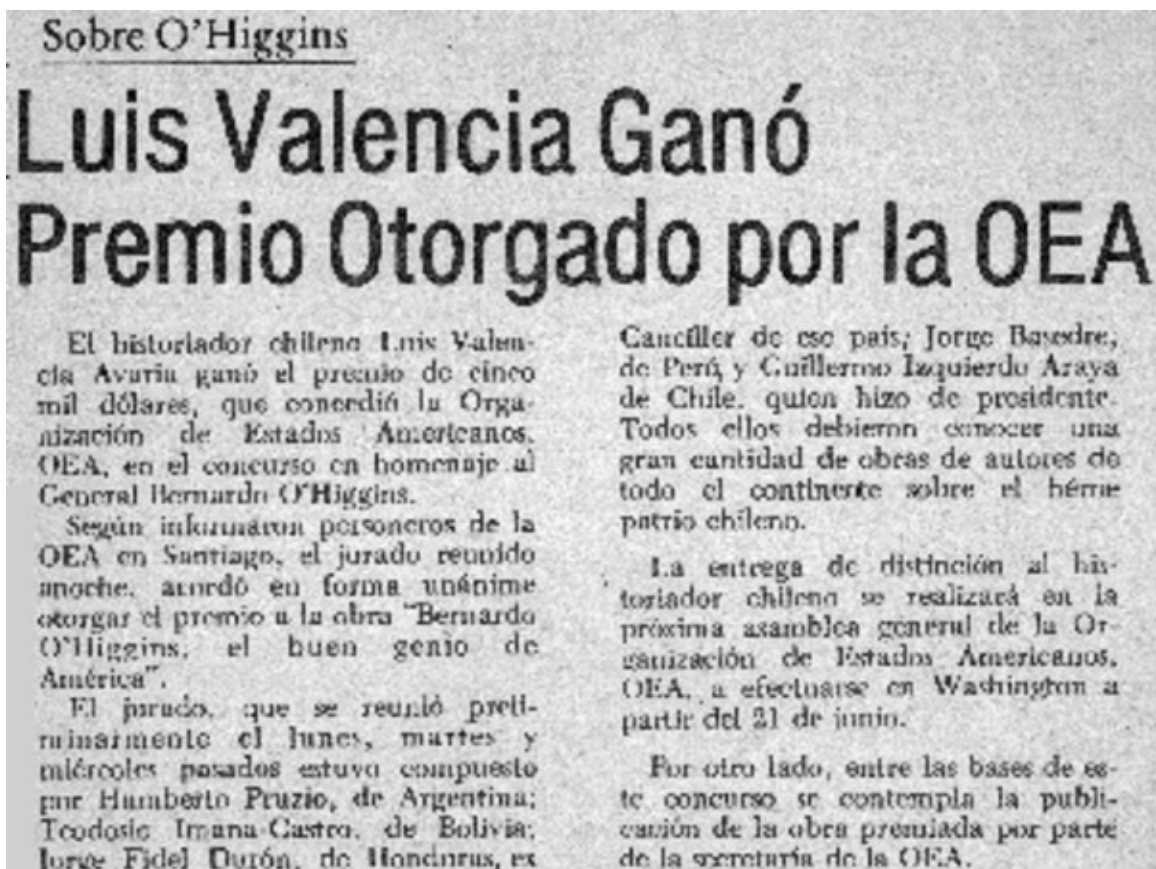 Sobre O'Higgins
Luis Valencia Ganó
Premio Otorgado por la OEA
El historiador chileno Luis Valen-
cia Avaria ganó el premio de cinco
mil dólares, que concedió la Orga-
nización de Estados Americanos,
OEA, en el concurso en homenaje al
General Bernardo O'Higgins.
Según informaron personeros de la
OEA en Santiago, el jurado reunido
anoche, acordó en forma unánime
otorgar el premio a la obra "Bernardo
O'Higgins, el buen genio de
América".
El jurado, que se reunió preli-
minarmente el lunes, martes y
miércoles pasados estuvo compuesto
por Humberto Pruzio, de Argentina;
Teodosio Imana-Castro, de Bolivia;
Jorge Fidel Durón, de Honduras, ex
Canciller de ese país; Jorge Basedre,
de Perú y Guillermo Izquierdo Araya
de Chile, quien hizo de presidente.
Todos ellos debieron conocer una
gran cantidad de obras de autores de
todo el continente sobre el héroe
patrio chileno.
La entrega de distinción al his-
toriador chileno se realizará en la
próxima asamblea general de la Or-
ganización de Estados Americanos,
OEA, a efectuarse en Washington a
partir del 21 de junio.
Por otro lado, entre las bases de es-
te concurso se contempla la publi-
cación de la obra premiada por parte
de la secretaría de la OEA.